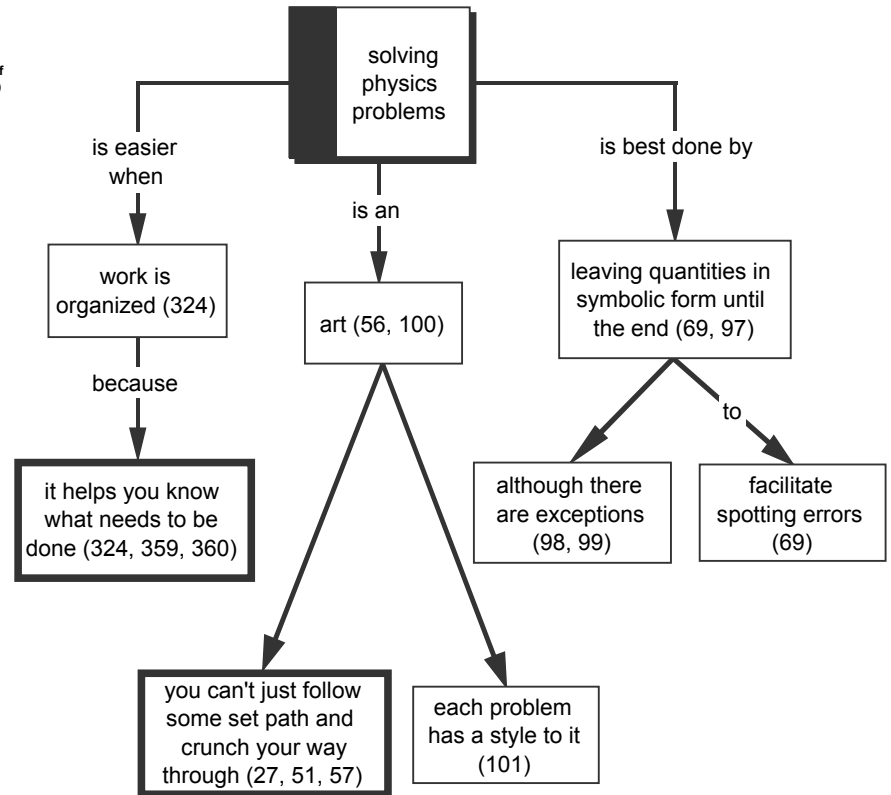 solving
physics
problems
is easier
when
is an
is best done by
work is
organized (324)
art (56, 100)
leaving quantities in
symbolic form until
the end (69, 97)
because
to
it helps you know
what needs to be
done (324, 359, 360)
although there
are exceptions
(98, 99)
facilitate
spotting errors
(69)
you can't just follow
some set path and
crunch your way
through (27, 51, 57)
each problem
has a style to it
(101)